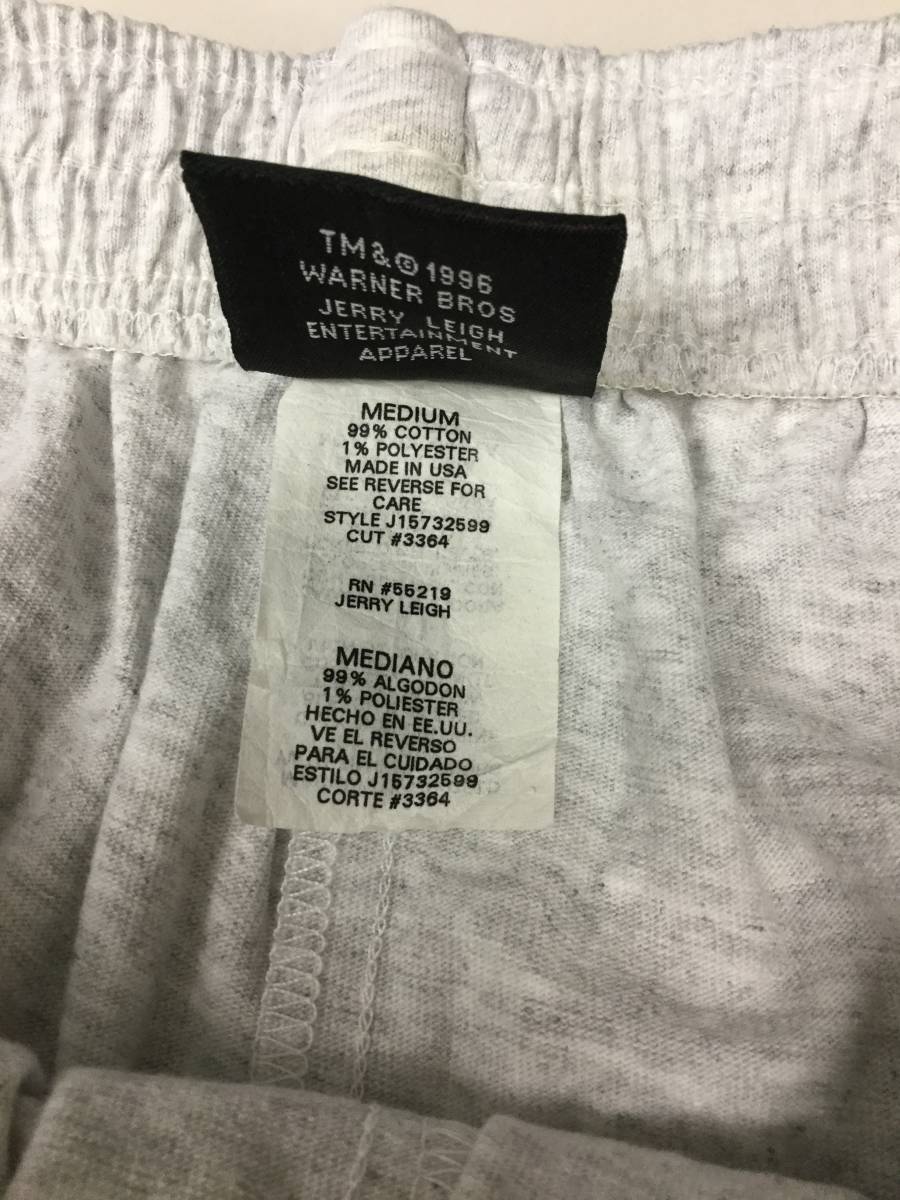 TM & © 1996
WARNER BROS
JERRY LEIGH
ENTERTAINMENT
APPAREL
MEDIUM
99% COTTON
1% POLYESTER
MADE IN USA
SEE REVERSE FOR
CARE
STYLE J15732599
CUT #3364
RN #55219
JERRY LEIGH
MEDIANO
99% ALGODON
1% POLIESTER
HECHO EN EE.UU.
VE EL REVERSO
PARA EL CUIDADO
ESTILO J15732599
CORTE #3364